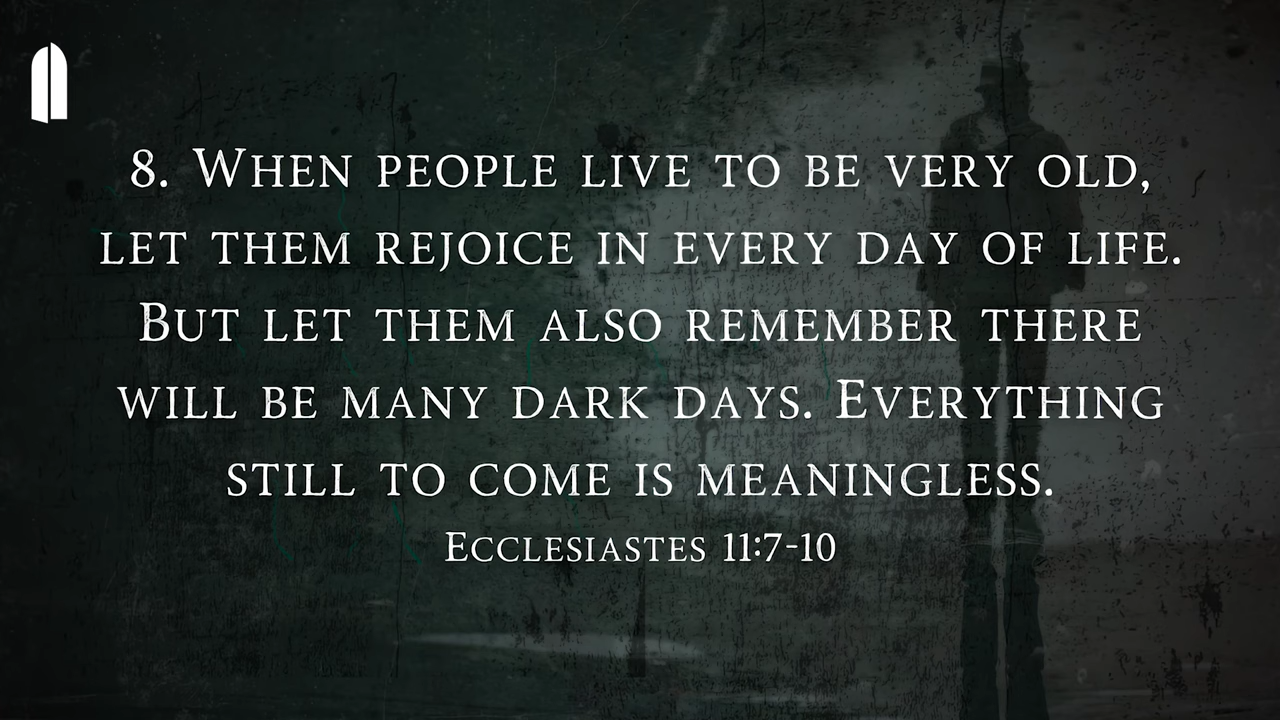 8. When people live to be very old,
let them rejoice in every day of life.
But let them also remember there
will be many dark days. Everything
still to come is meaningless.
Ecclesiastes 11:7-10